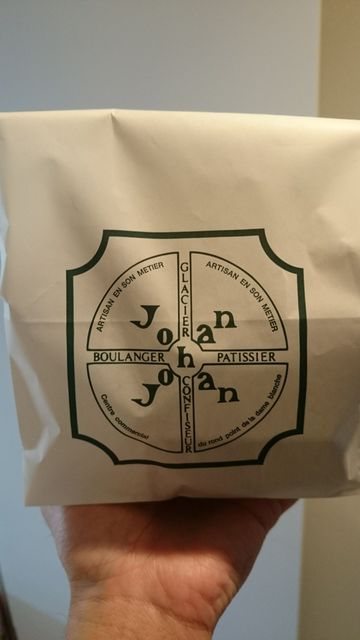 ARTISAN EN SON METIER
GLACIER
ARTISAN EN SON METIER
Johan
BOULANGER PATISSIER
Johan
CONFISEUR
Centre commercial
du rond point de la dame blanche